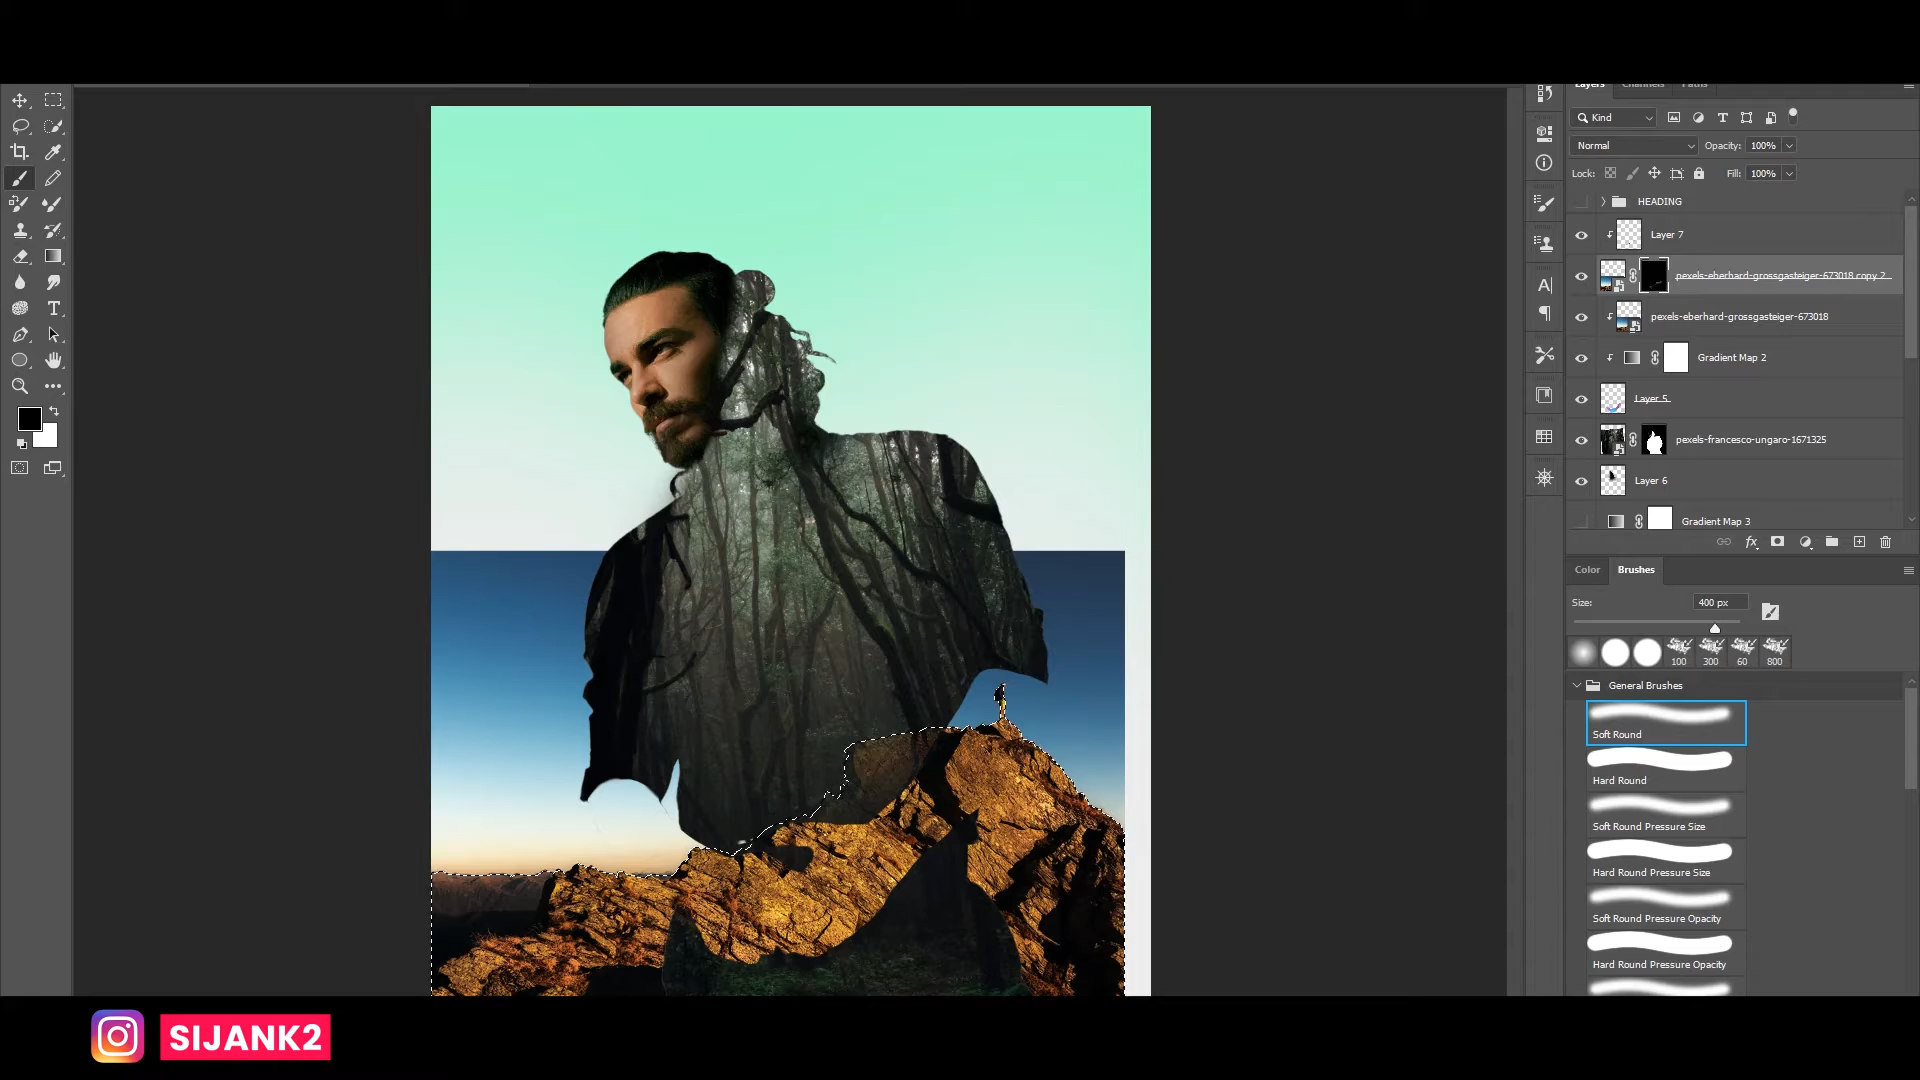 Layers Channels Paths
Kind
Normal Opacity: 100%
Lock: Fill: 100%
HEADING
Layer 7
pexels-eberhard-grossgasteiger-673018 copy 2
pexels-eberhard-grossgasteiger-673018
Gradient Map 2
Layer 5
pexels-francesco-ungaro-1671325
Layer 6
Gradient Map 3
Color Brushes
Size: 400 px
100 300 60 800
General Brushes
Soft Round
Hard Round
Soft Round Pressure Size
Hard Round Pressure Size
Soft Round Pressure Opacity
Hard Round Pressure Opacity
SIJANK2